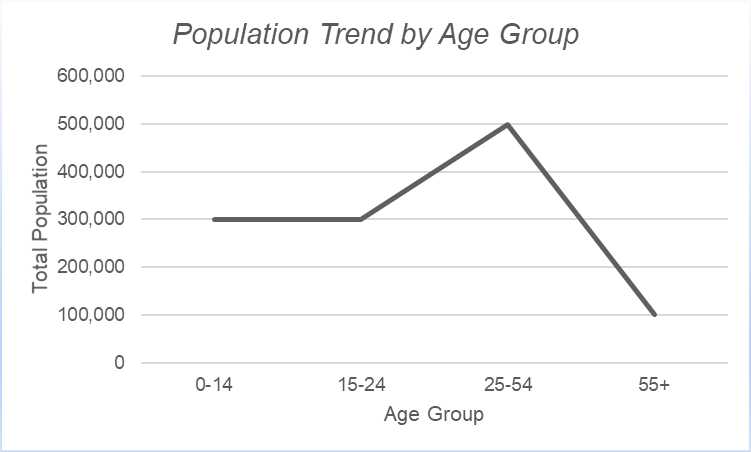 Population Trend by Age Group
600,000
500,000
400,000
300,000
200,000
100,000
0
Total Population
0-14 15-24 25-54 55+
Age Group